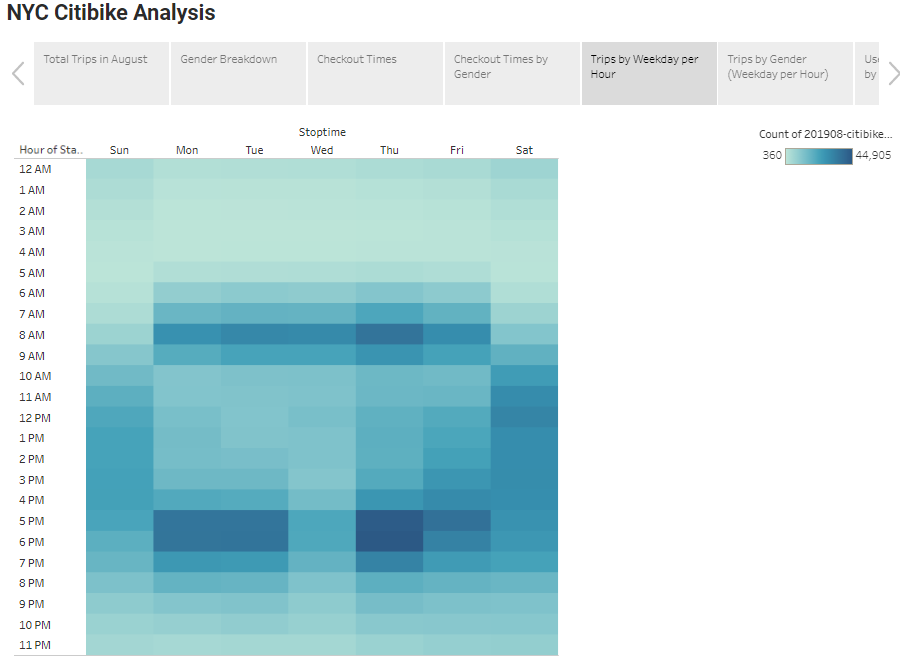 NYC Citibike Analysis
Total Trips in August
Gender Breakdown
Checkout Times
Checkout Times by
Gender
Trips by Weekday per
Hour
Trips by Gender
(Weekday per Hour)
by
Stoptime
Hour of Sta..
Sun Mon Tue Wed Thu Fri Sat
Count of 201908-citibike...
360 44,905
12 AM
1 AM
2 AM
3 AM
4 AM
5 AM
6 AM
7 AM
8 AM
9 AM
10 AM
11 AM
12 PM
1 PM
2 PM
3 PM
4 PM
5 PM
6 PM
7 PM
8 PM
9 PM
10 PM
11 PM